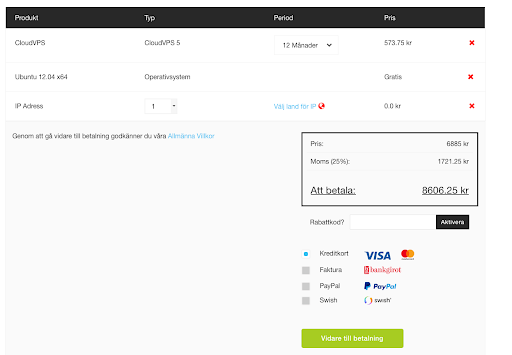 Produkt Typ Period Pris
CloudVPS CloudVPS 5 12 Månader 573.75 kr
Ubuntu 12.04 x64 Operativsystem Gratis
IP Adress 1 Välj land för IP 0.0 kr
Genom att gå vidare till betalning godkänner du våra Allmänna Villkor
Pris: 6885 kr
Moms (25%): 1721.25 kr
Att betala: 8606.25 kr
Rabattkod? Aktivera
Kreditkort VISA mastercard
Faktura bankgirot
PayPal PayPal
Swish swish
Vidare till betalning